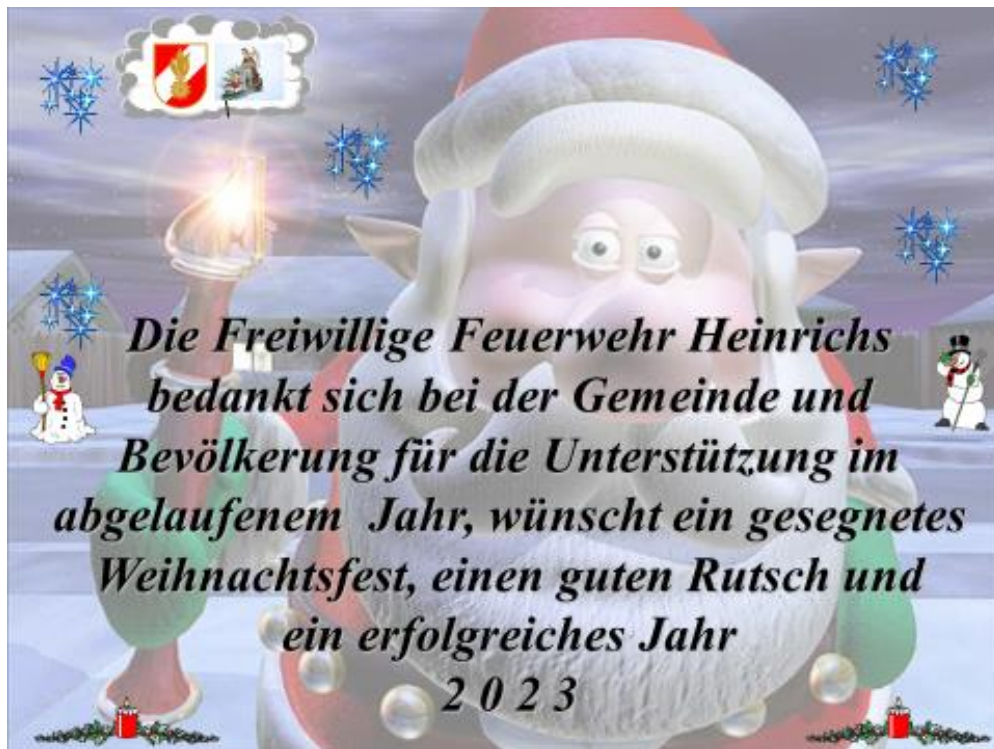 Die Freiwillige Feuerwehr Heinrichs
bedankt sich bei der Gemeinde und
Bevölkerung für die Unterstützung im
abgelaufenem Jahr, wünscht ein gesegnetes
Weihnachtsfest, einen guten Rutsch und
ein erfolgreiches Jahr
2 0 2 3